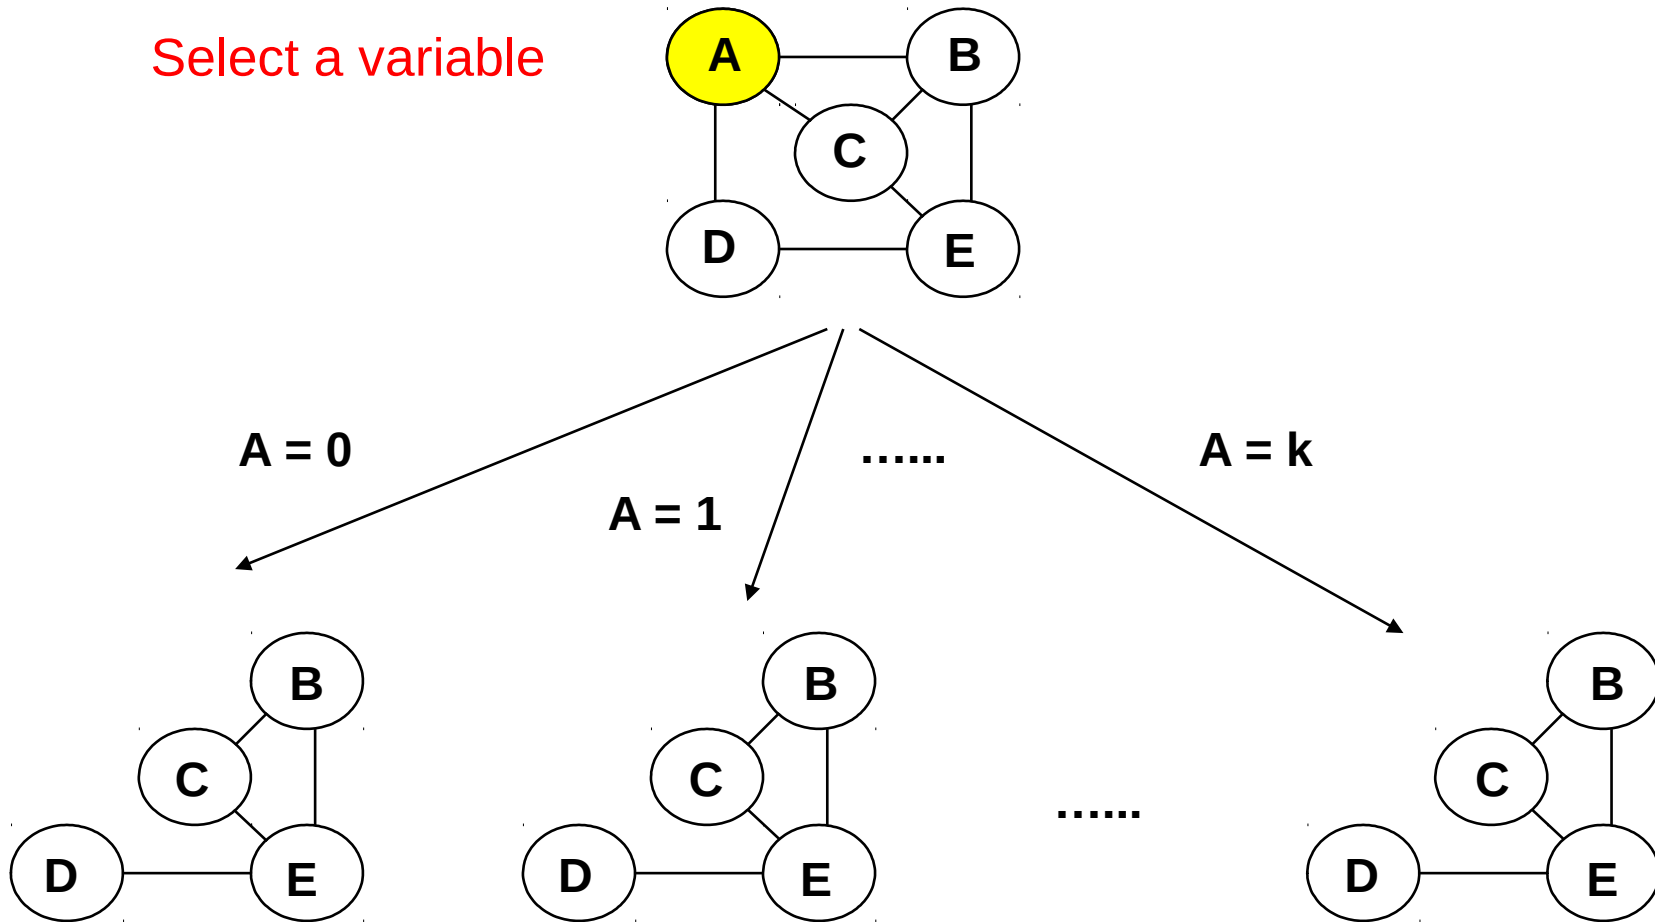 Select a variable
A
B
C
D
E
A = 0
…...
A = k
A = 1
B
B
B
C
C
C
…...
D
E
D
E
D
E